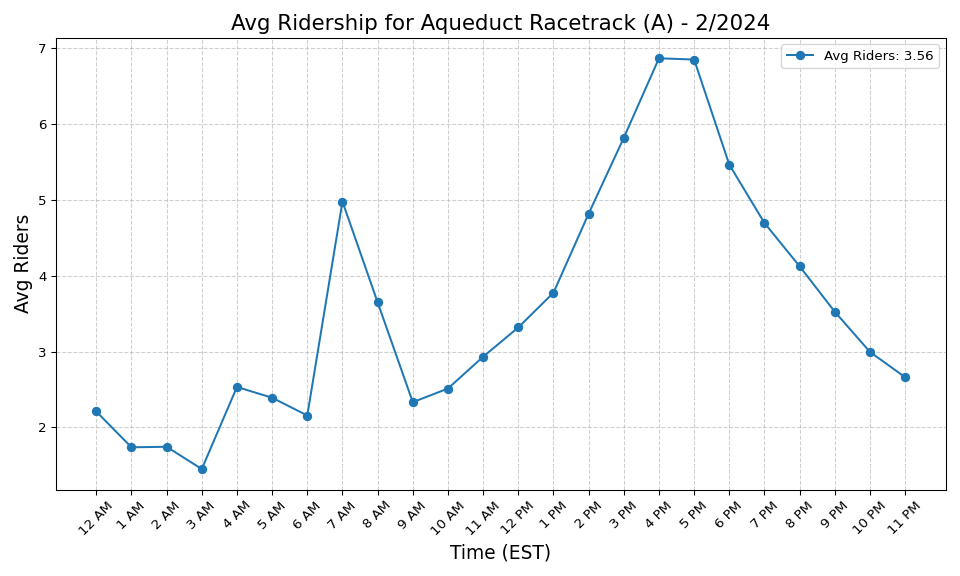 Avg Ridership for Aqueduct Racetrack (A) - 2/2024
Avg Riders: 3.56
Avg Riders
7
6
5
4
3
2
12 AM
1 AM
2 AM
3 AM
4 AM
5 AM
6 AM
7 AM
8 AM
9 AM
10 AM
11 AM
12 PM
1 PM
2 PM
3 PM
4 PM
5 PM
6 PM
7 PM
8 PM
9 PM
10 PM
11 PM
Time (EST)